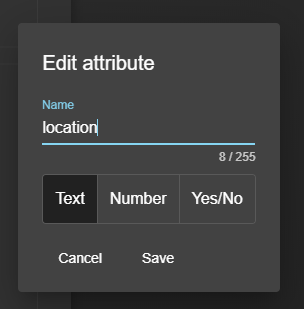 Edit attribute
Name
location
8 / 255
Text Number Yes/No
Cancel Save